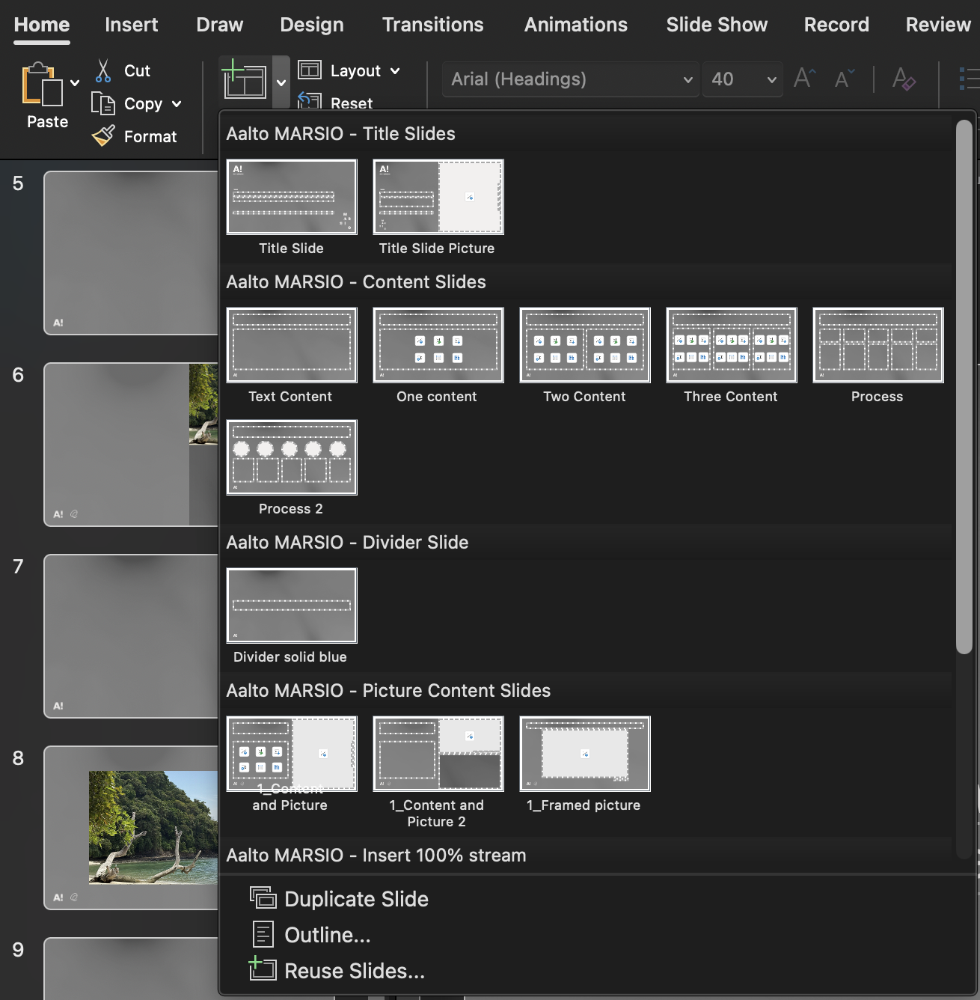 Home Insert Draw Design Transitions Animations Slide Show Record Review
Paste
Cut
Copy
Format
Layout
Reset
Arial (Headings) 40
Aalto MARSIO - Title Slides
A! A!
Title Slide Title Slide Picture
Aalto MARSIO - Content Slides
Text Content One content Two Content Three Content Process
Process 2
Aalto MARSIO - Divider Slide
Divider solid blue
Aalto MARSIO - Picture Content Slides
1_Content
and Picture
1_Content and
Picture 2
1_Framed picture
Aalto MARSIO - Insert 100% stream
Duplicate Slide
Outline...
Reuse Slides...
5
A!
6
A!
7
A!
8
A!
9